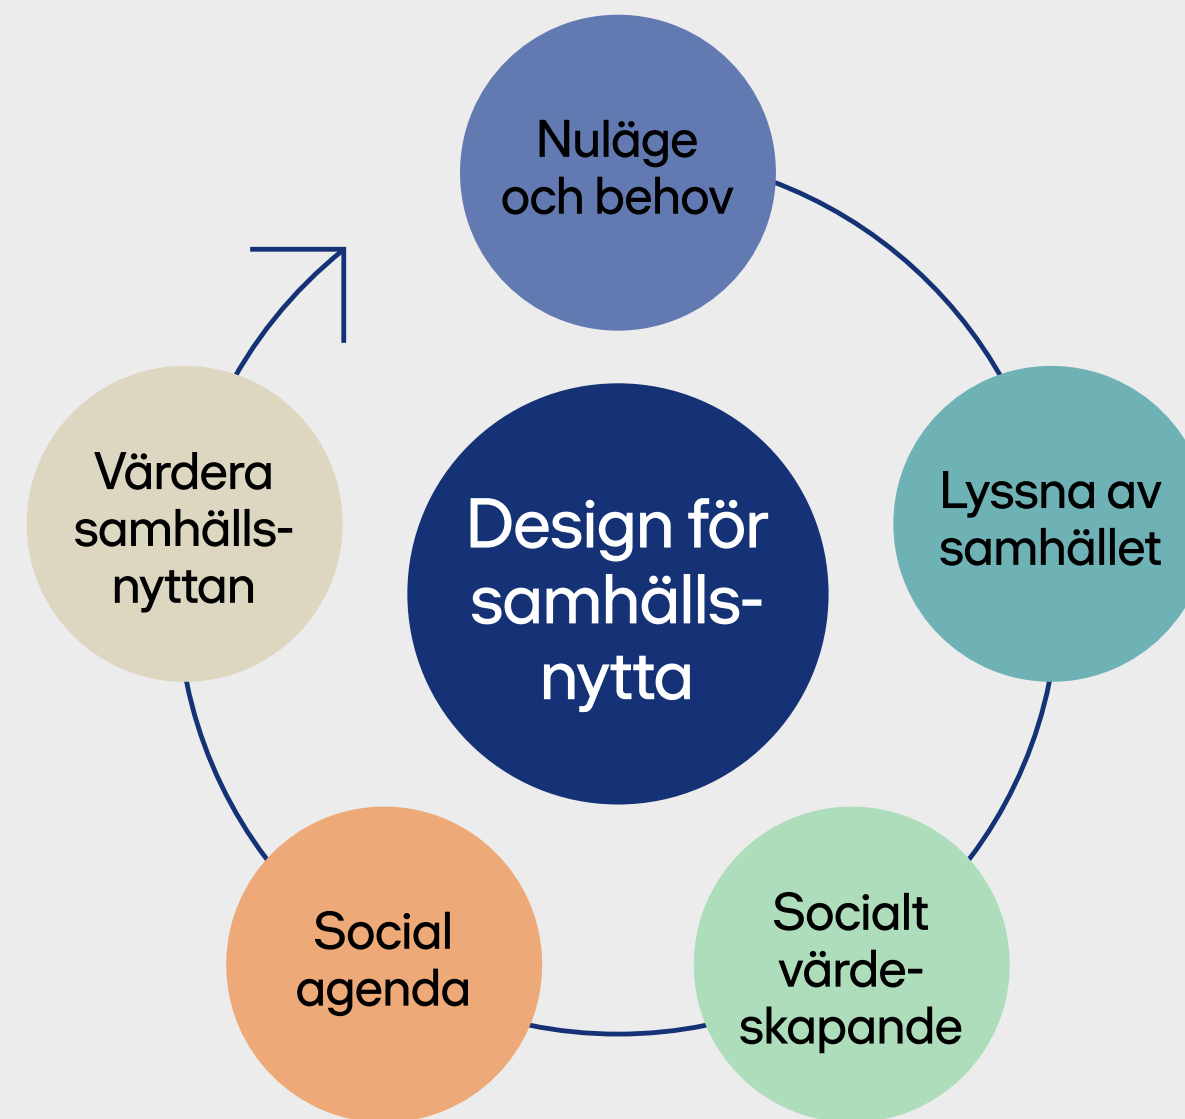 Nuläge
och behov
Lyssna av
samhället
Socialt
värde-
skapande
Social
agenda
Värdera
samhälls-
nyttan
Design för
samhälls-
nytta